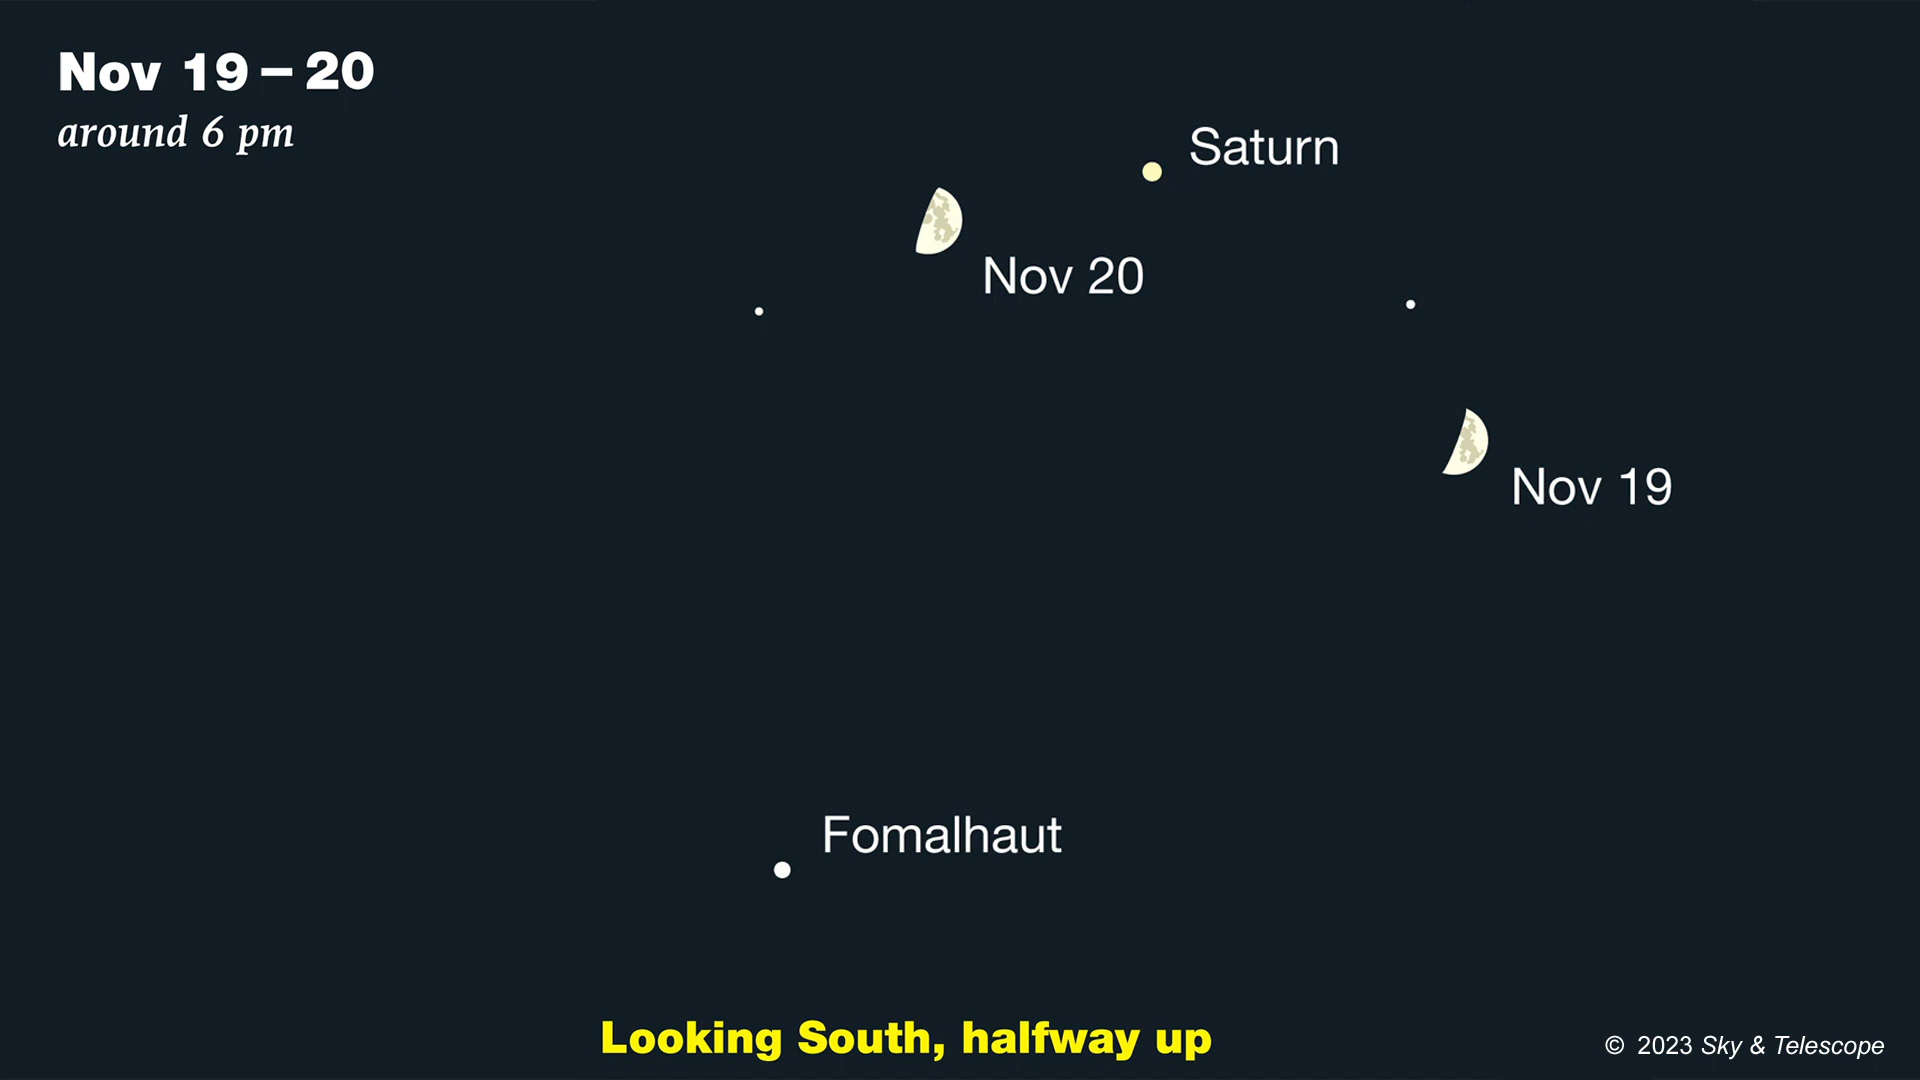 Nov 19 – 20
around 6 pm
Saturn
Nov 20
Nov 19
Fomalhaut
Looking South, halfway up
© 2023 Sky & Telescope